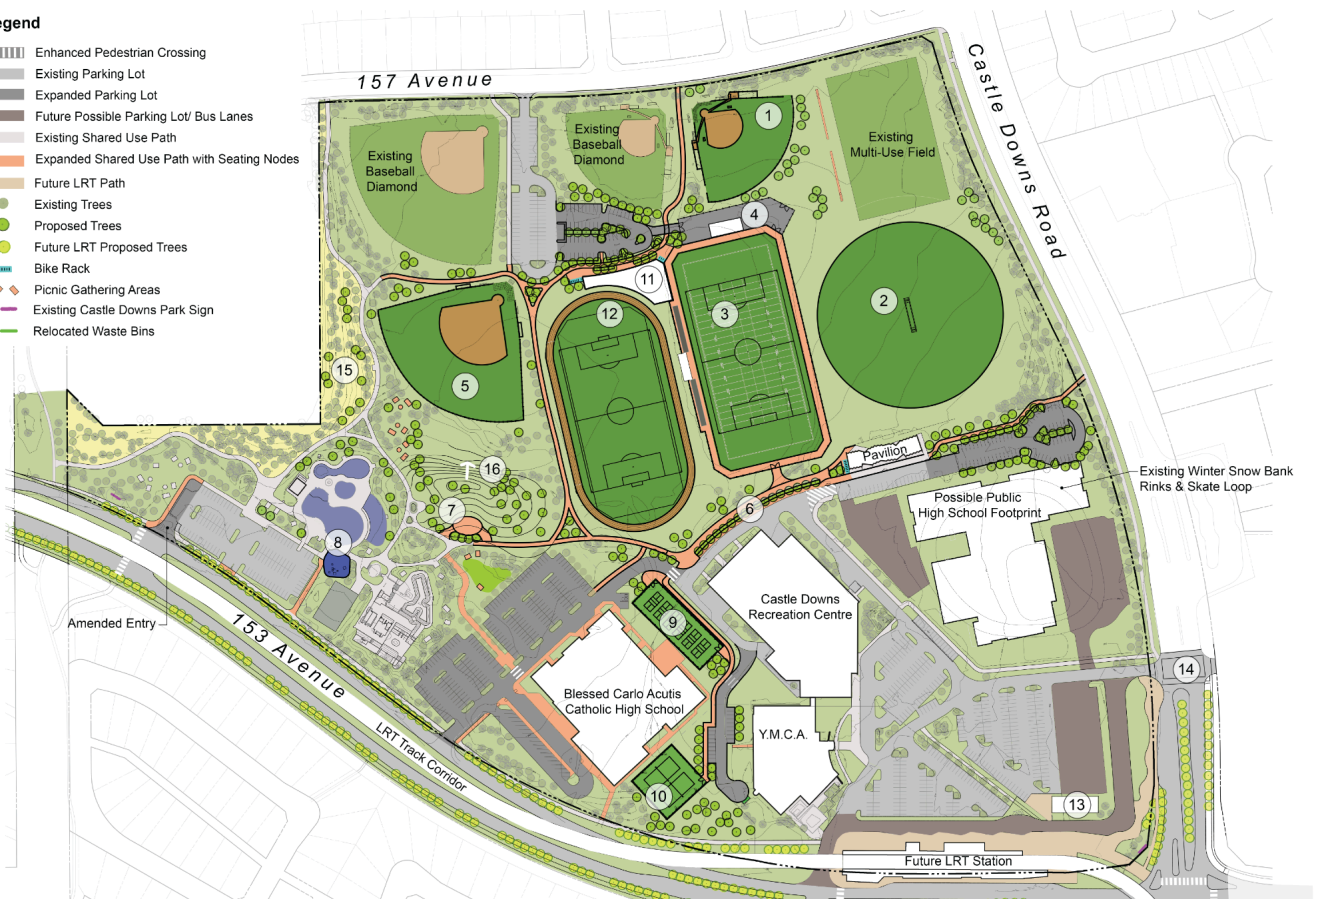 egend
Enhanced Pedestrian Crossing
Existing Parking Lot
Expanded Parking Lot
Future Possible Parking Lot/ Bus Lanes
Existing Shared Use Path
Expanded Shared Use Path with Seating Nodes
Future LRT Path
Existing Trees
Proposed Trees
Future LRT Proposed Trees
Bike Rack
Picnic Gathering Areas
Existing Castle Downs Park Sign
Relocated Waste Bins
157 Avenue
Castle Downs Road
Existing
Baseball
Diamond
Existing
Baseball
Diamond
1
Existing
Multi-Use Field
4
11
2
3
12
5
15
16
7
8
6
Pavilion
Existing Winter Snow Bank
Rinks & Skate Loop
Possible Public
High School Footprint
Castle Downs
Recreation Centre
9
Amended Entry
153 Avenue
LRT Track Corridor
Blessed Carlo Acutis
Catholic High School
Y.M.C.A.
10
14
13
Future LRT Station